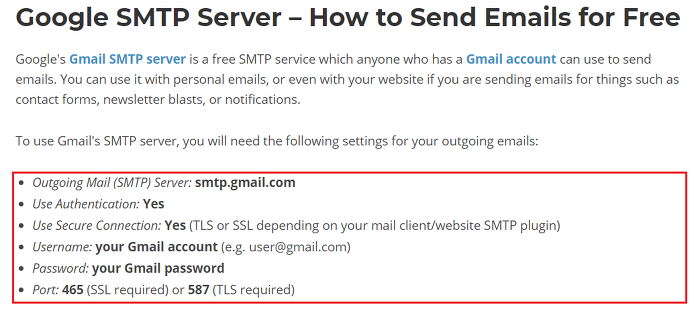 Google SMTP Server – How to Send Emails for Free
Google's Gmail SMTP server is a free SMTP service which anyone who has a Gmail account can use to send
emails. You can use it with personal emails, or even with your website if you are sending emails for things such as
contact forms, newsletter blasts, or notifications.
To use Gmail's SMTP server, you will need the following settings for your outgoing emails:
• Outgoing Mail (SMTP) Server: smtp.gmail.com
• Use Authentication: Yes
• Use Secure Connection: Yes (TLS or SSL depending on your mail client/website SMTP plugin)
• Username: your Gmail account (e.g. user@gmail.com)
• Password: your Gmail password
• Port: 465 (SSL required) or 587 (TLS required)